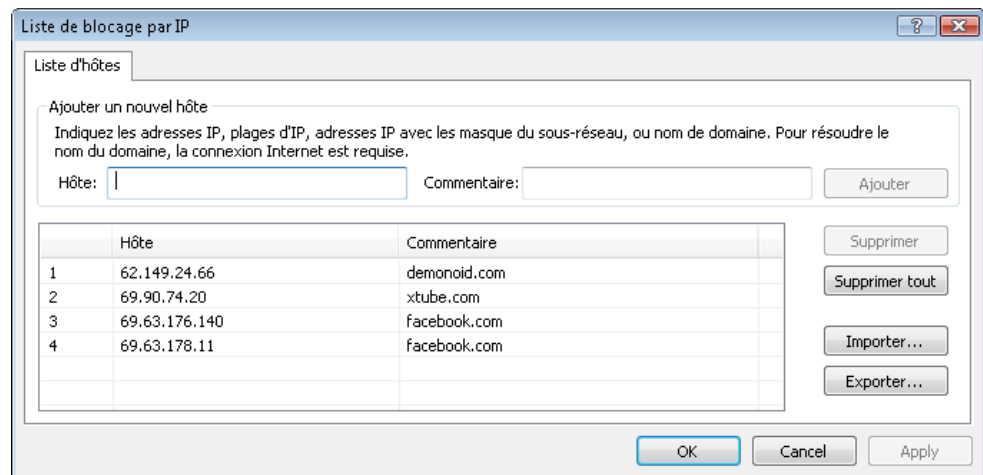 Liste de blocage par IP
Liste d'hôtes
Ajouter un nouvel hôte
Indiquez les adresses IP, plages d'IP, adresses IP avec les masque du sous-réseau, ou nom de domaine. Pour résoudre le
nom du domaine, la connexion Internet est requise.
Hôte: Commentaire: Ajouter
Hôte Commentaire
1 62.149.24.66 demonoid.com
2 69.90.74.20 xtube.com
3 69.63.176.140 facebook.com
4 69.63.178.11 facebook.com
Supprimer
Supprimer tout
Importer...
Exporter...
OK Cancel Apply